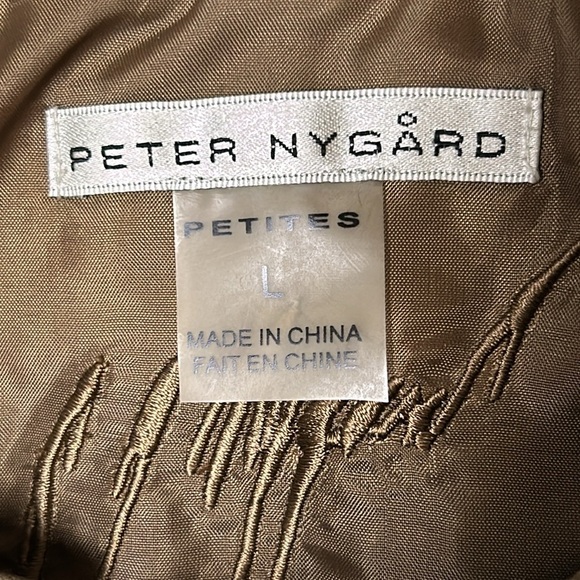 PETER NYGÅRD
PETITES
L
MADE IN CHINA
FAIT EN CHINE